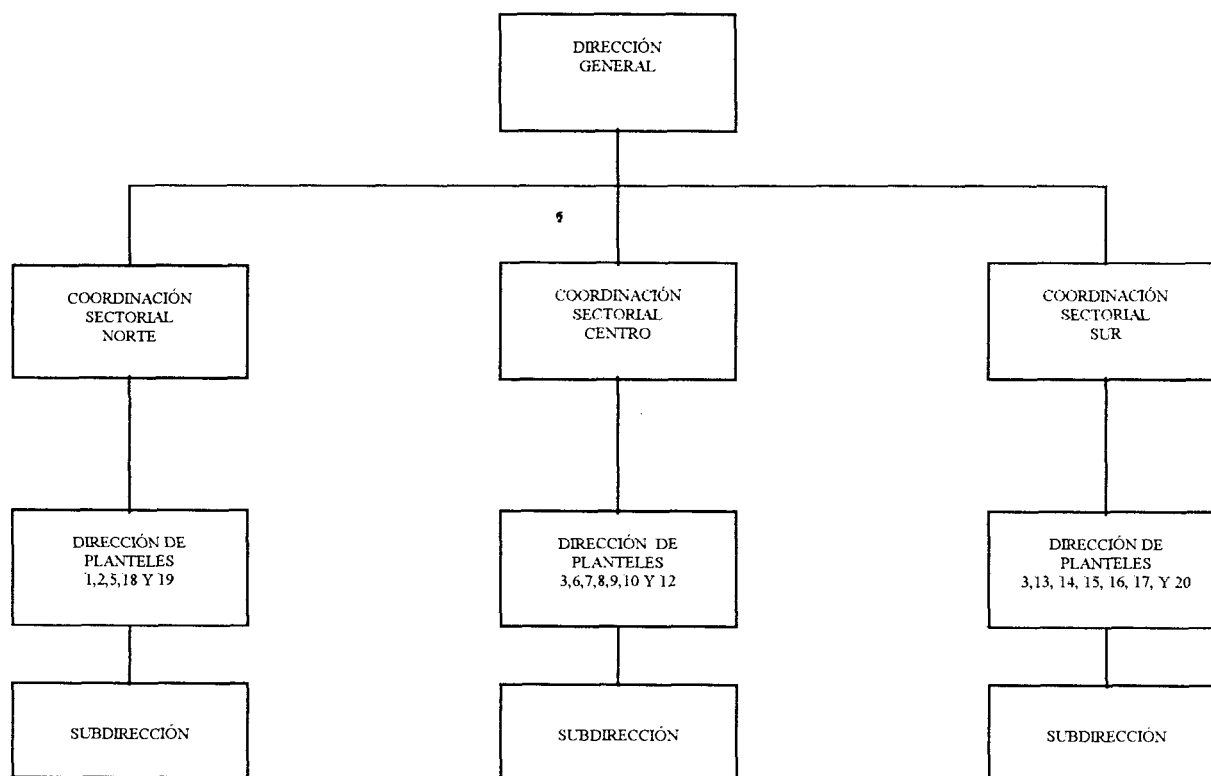 DIRECCIÓN
GENERAL
COORDINACIÓN
SECTORIAL
NORTE
COORDINACIÓN
SECTORIAL
CENTRO
COORDINACIÓN
SECTORIAL
SUR
DIRECCIÓN DE
PLANTELES
1,2,5,18 Y 19
DIRECCIÓN DE
PLANTELES
3,6,7,8,9,10 Y 12
DIRECCIÓN DE
PLANTELES
3,13, 14, 15, 16, 17, Y 20
SUBDIRECCIÓN
SUBDIRECCIÓN
SUBDIRECCIÓN